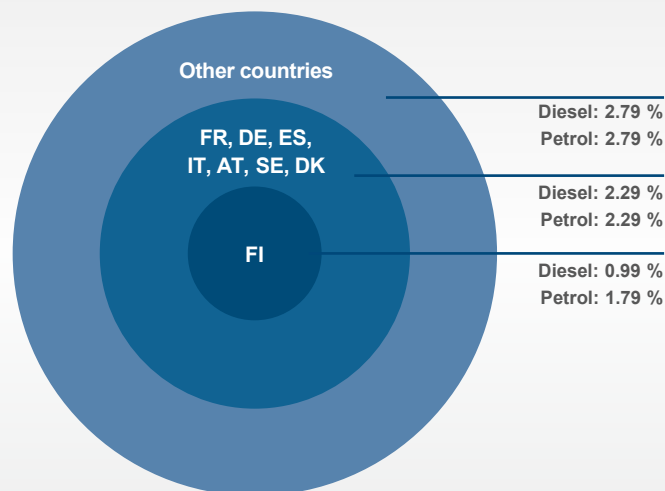 Other countries
Diesel: 2.79 %
Petrol: 2.79 %
FR, DE, ES,
IT, AT, SE, DK
Diesel: 2.29 %
Petrol: 2.29 %
FI
Diesel: 0.99 %
Petrol: 1.79 %